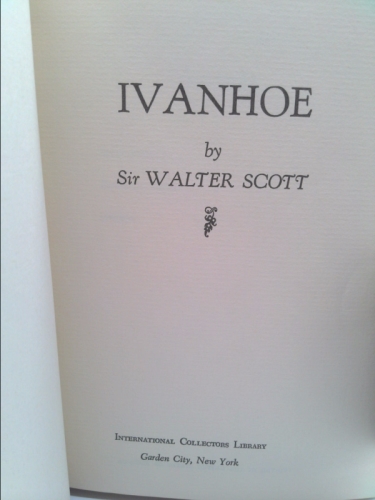 IVANHOE
by
Sir WALTER SCOTT
International Collectors Library
Garden City, New York